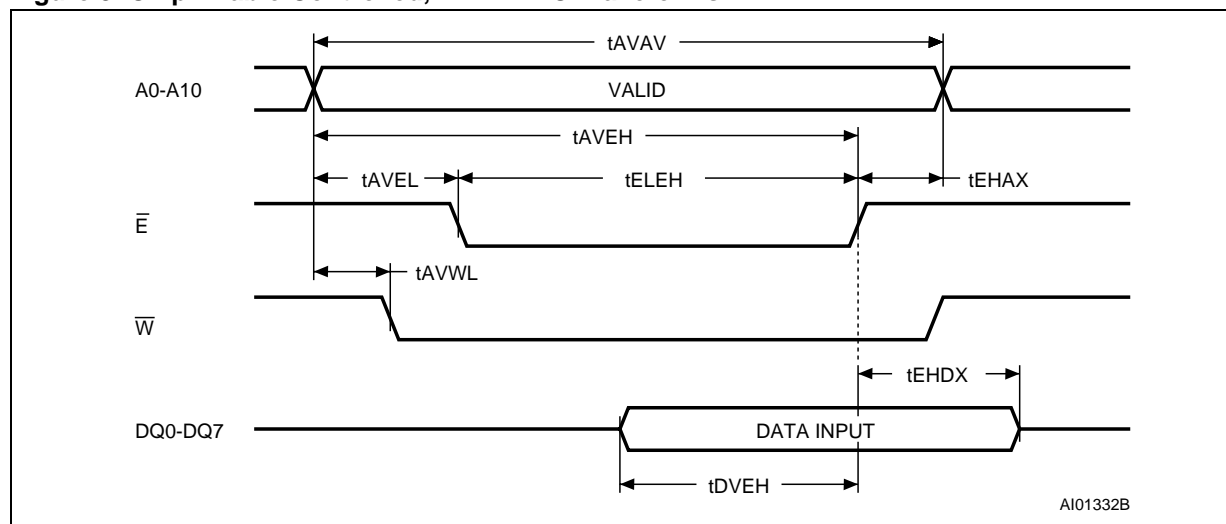 tAVAV
A0-A10
VALID
tAVEH
tAVEL
tELEH
tEHAX
E̅
tAVWL
W̅
tEHDX
DQ0-DQ7
DATA INPUT
tDVEH
AI01332B